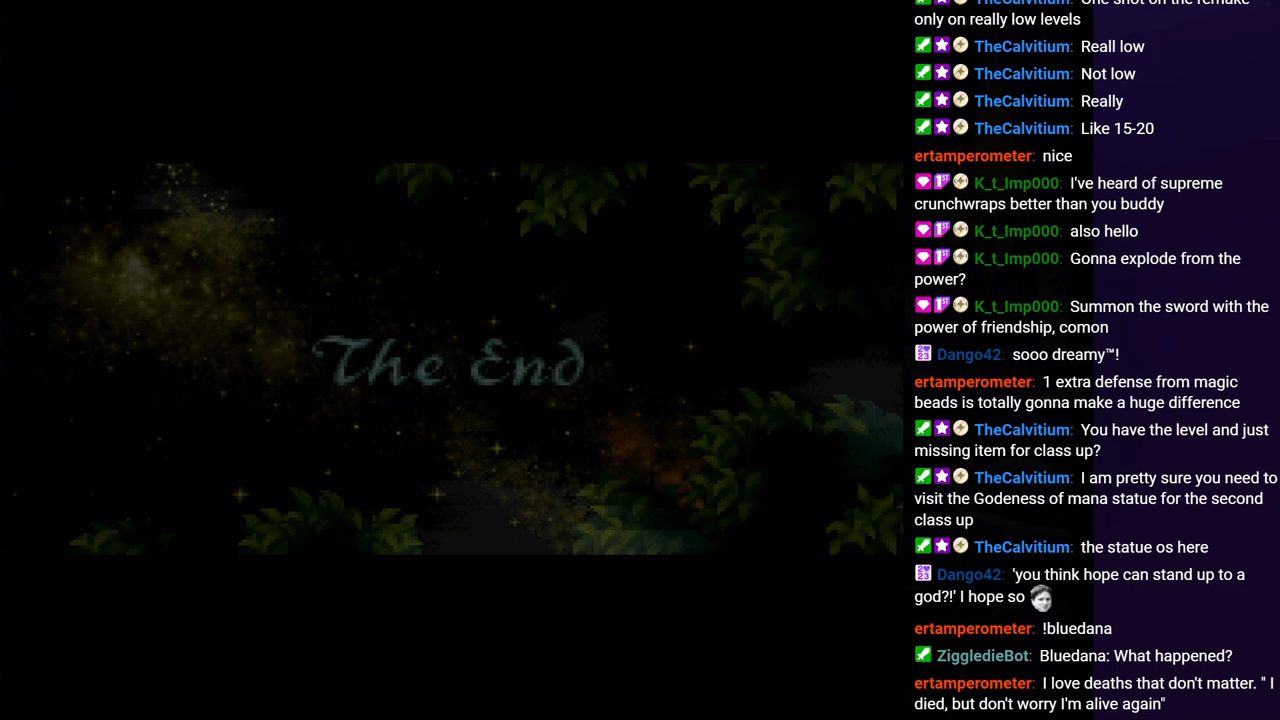 The End
TheCalvitium: One shot on the remake
only on really low levels
TheCalvitium: Reall low
TheCalvitium: Not low
TheCalvitium: Really
TheCalvitium: Like 15-20
ertamperometer: nice
K_t_Imp000: I've heard of supreme
crunchwraps better than you buddy
K_t_Imp000: also hello
K_t_Imp000: Gonna explode from the
power?
K_t_Imp000: Summon the sword with the
power of friendship, comon
Dango42: sooo dreamy™!
ertamperometer: 1 extra defense from magic
beads is totally gonna make a huge difference
TheCalvitium: You have the level and just
missing item for class up?
TheCalvitium: I am pretty sure you need to
visit the Godeness of mana statue for the second
class up
TheCalvitium: the statue os here
Dango42: 'you think hope can stand up to a
god?!' I hope so
ertamperometer: !bluedana
ZiggledieBot: Bluedana: What happened?
ertamperometer: I love deaths that don't matter. " I
died, but don't worry I'm alive again"